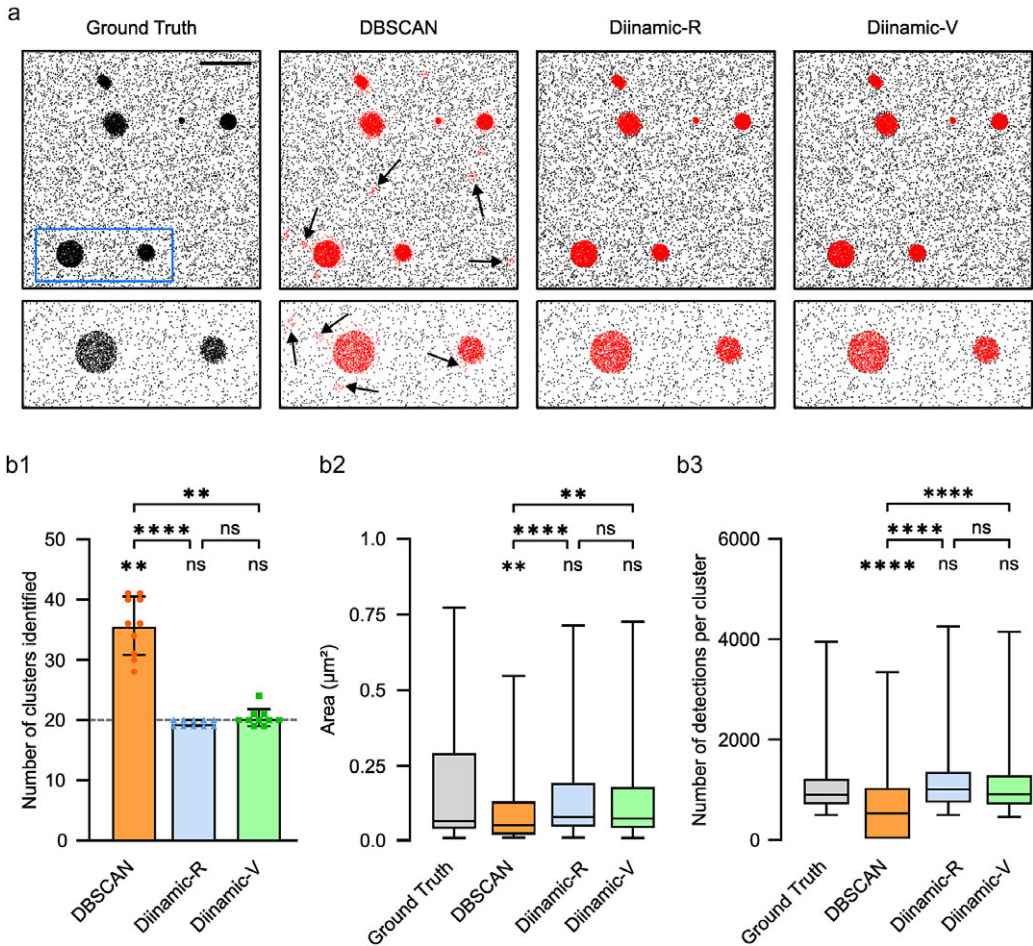 a
Ground Truth DBSCAN Diinamic-R Diinamic-V
b1 b2 b3
**
**** ns
** ns ns
50
40
30
20
10
0
Number of clusters identified
DBSCAN
Diinamic-R
Diinamic-V
**
**** ns
** ns ns
1.0
0.75
0.5
0.25
0.0
Area (μm²)
Ground Truth
DBSCAN
Diinamic-R
Diinamic-V
****
**** ns
**** ns ns
6000
4000
2000
0
Number of detections per cluster
Ground Truth
DBSCAN
Diinamic-R
Diinamic-V